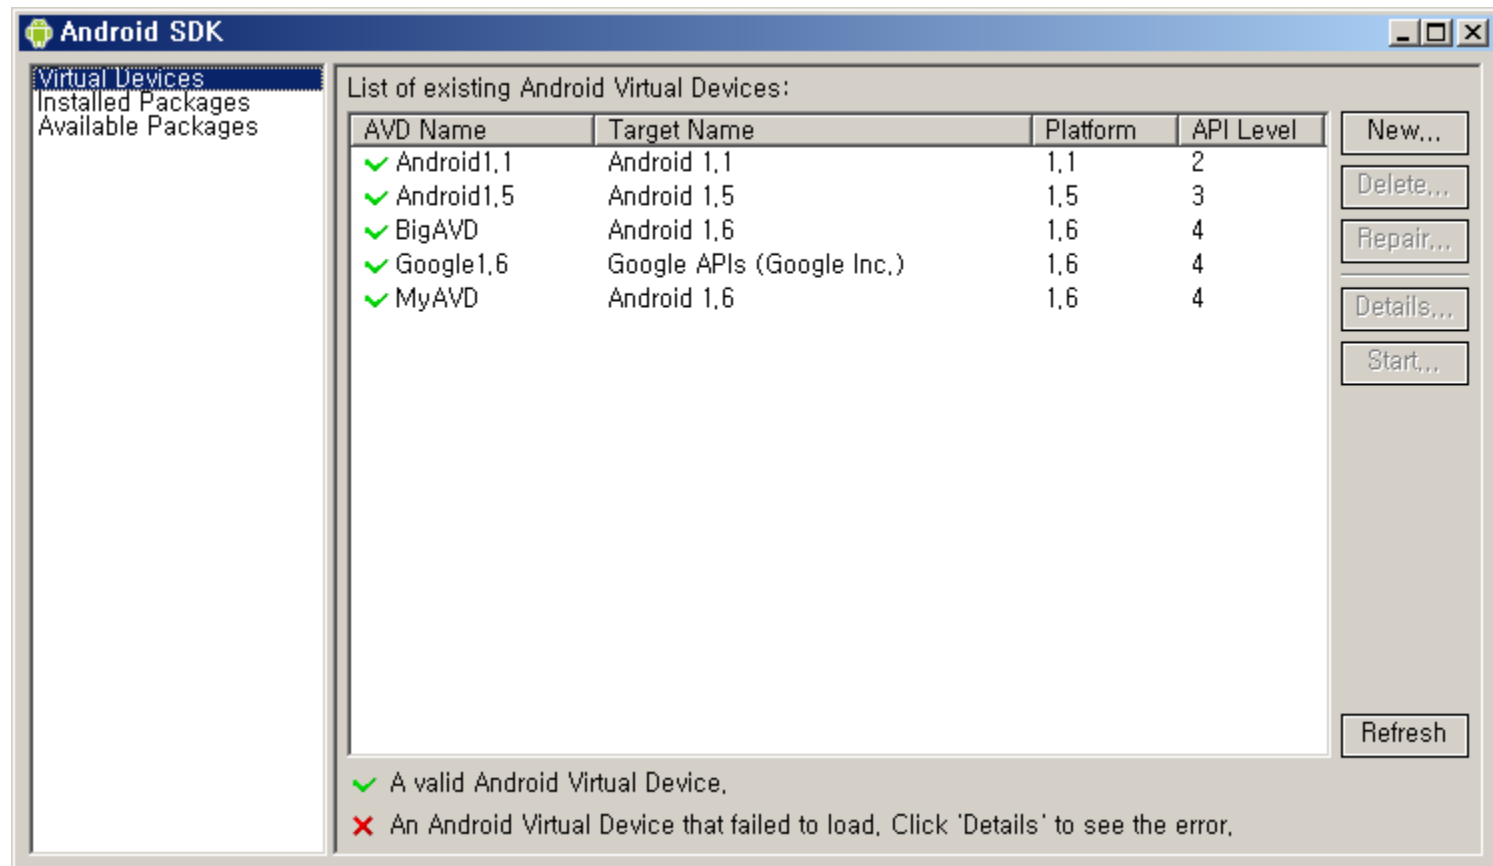 Android SDK
Virtual Devices
Installed Packages
Available Packages
List of existing Android Virtual Devices:
AVD Name Target Name Platform API Level
Android1.1 Android 1.1 1.1 2
Android1.5 Android 1.5 1.5 3
BigAVD Android 1.6 1.6 4
Google1.6 Google APIs (Google Inc.) 1.6 4
MyAVD Android 1.6 1.6 4
New...
Delete...
Repair...
Details...
Start...
Refresh
A valid Android Virtual Device.
An Android Virtual Device that failed to load. Click 'Details' to see the error.